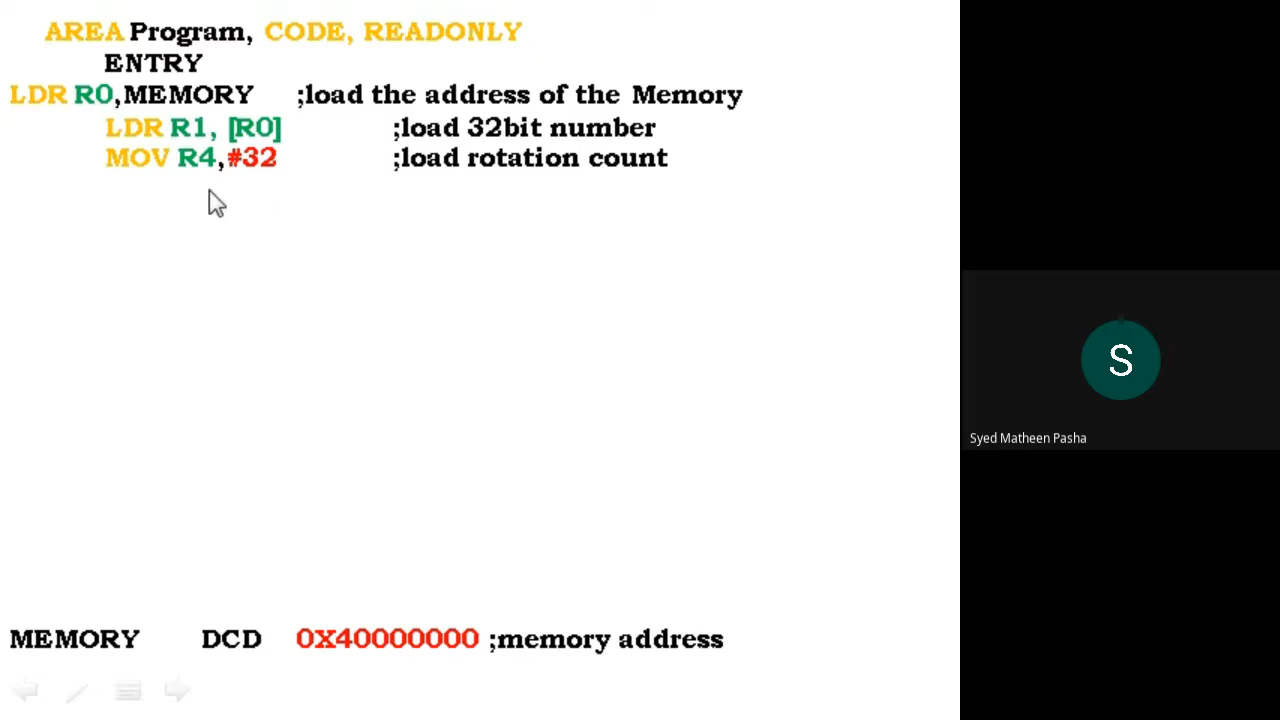 AREA Program, CODE, READONLY
ENTRY
LDR R0,MEMORY ;load the address of the Memory
LDR R1, [R0] ;load 32bit number
MOV R4,#32 ;load rotation count
S
Syed Matheen Pasha
MEMORY DCD 0X40000000 ;memory address